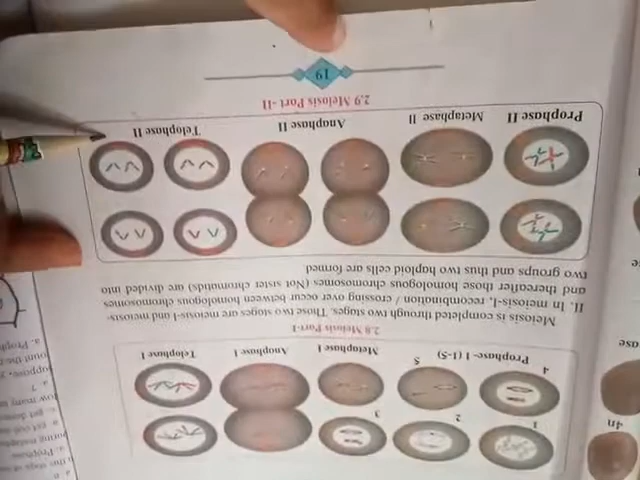 1
2
3
4
5
Prophase- I (1-5)
Metaphase I
Anaphase I
Telophase I
2.8 Meiosis Part-I
Meiosis is completed through two stages. Those two stages are meiosis-I and meiosis-
II. In meiosis-I, recombination / crossing over occur between homologous chromosomes
and thereafter those homologous chromosomes (Not sister chromatids) are divided into
two groups and thus two haploid cells are formed
Prophase II
Metaphase II
Anaphase II
Telophase II
2.9 Meiosis Part-II
19
4n